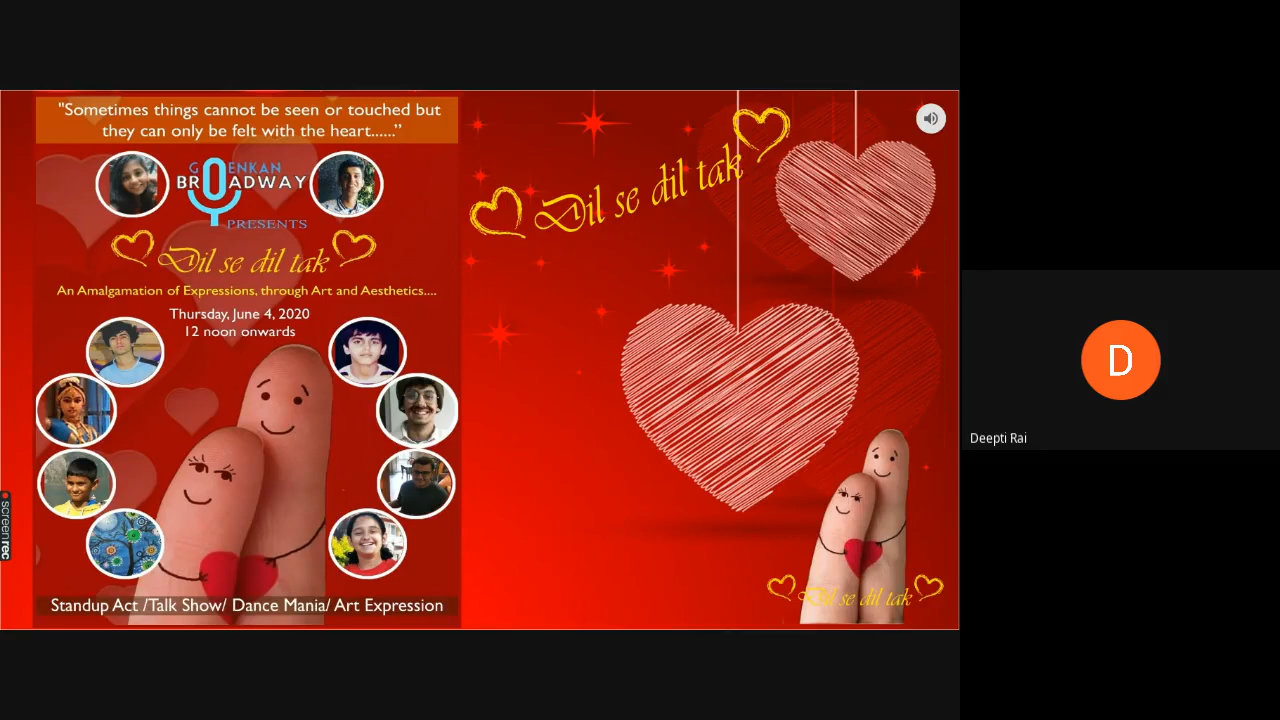 "Sometimes things cannot be seen or touched but
they can only be felt with the heart......”
GOENKAN
BROADWAY
PRESENTS
Dil se dil tak
An Amalgamation of Expressions, through Art and Aesthetics....
Thursday, June 4, 2020
12 noon onwards
Standup Act /Talk Show/ Dance Mania/ Art Expression
Dil se dil tak
Dil se dil tak
D
Deepti Rai
screenrec